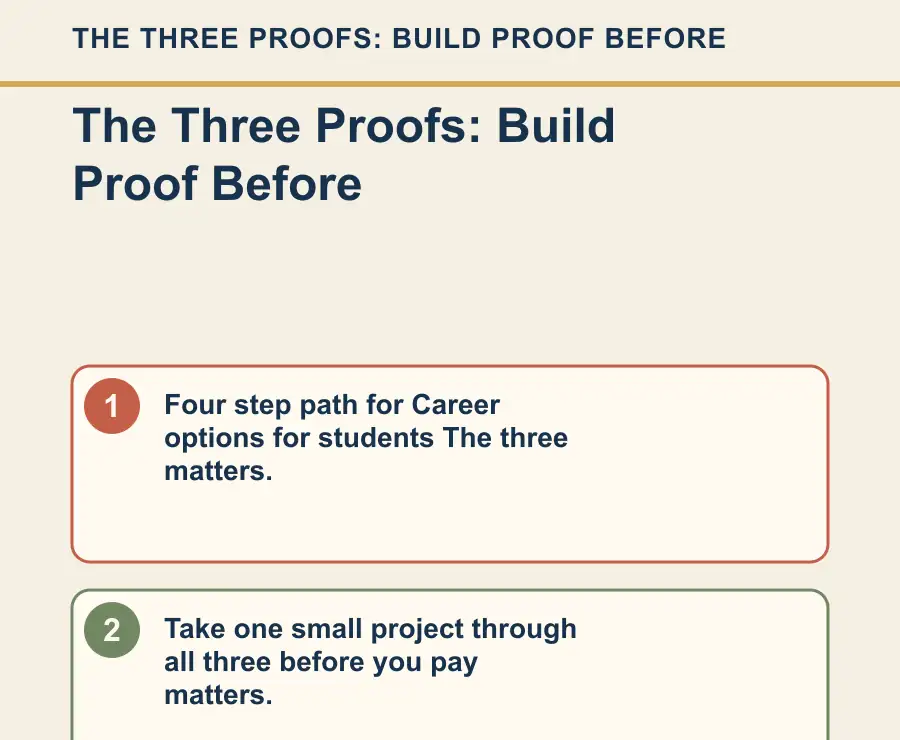 THE THREE PROOFS: BUILD PROOF BEFORE
The Three Proofs: Build
Proof Before
1
Four step path for Career
options for students The three
matters.
2
Take one small project through
all three before you pay
matters.